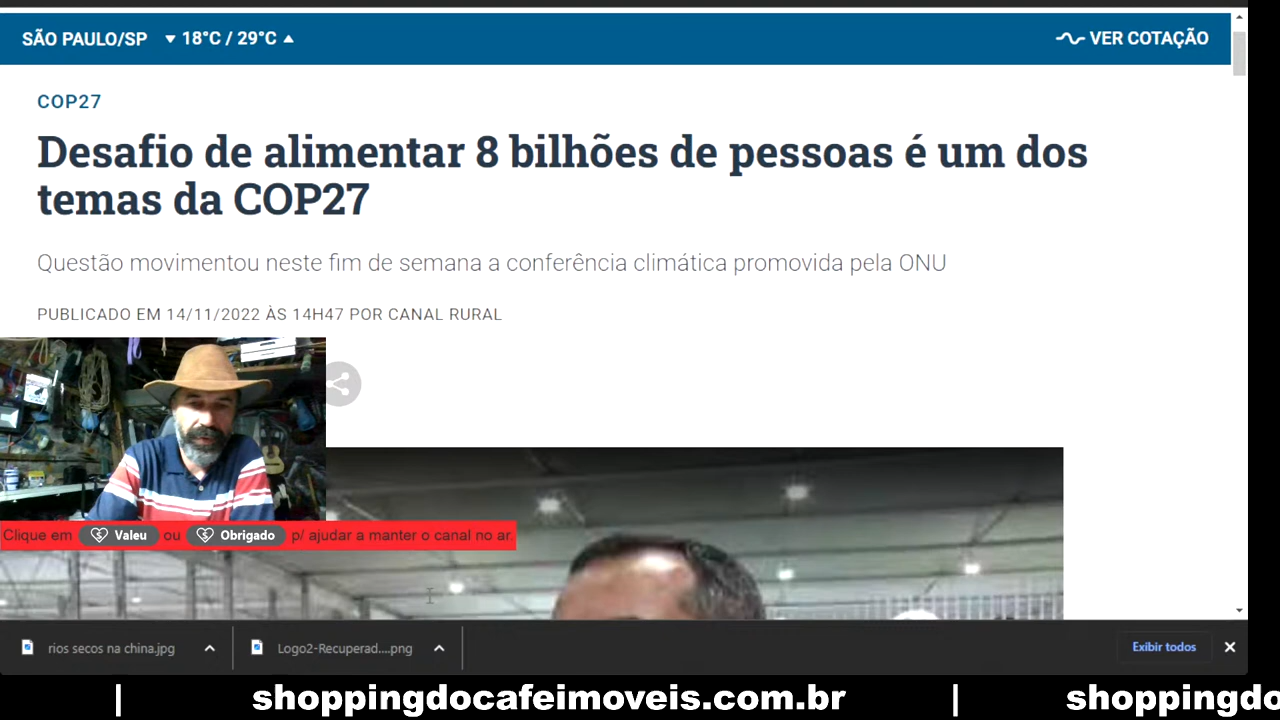 SÃO PAULO/SP 18°C / 29°C VER COTAÇÃO
COP27
Desafio de alimentar 8 bilhões de pessoas é um dos
temas da COP27
Questão movimentou neste fim de semana a conferência climática promovida pela ONU
PUBLICADO EM 14/11/2022 ÀS 14H47 POR CANAL RURAL
Clique em Valeu ou Obrigado p/ ajudar a manter o canal no ar.
rios secos na china.jpg Logo2-Recuperad....png Exibir todos
| shoppingdocafeimoveis.com.br | shoppingdo